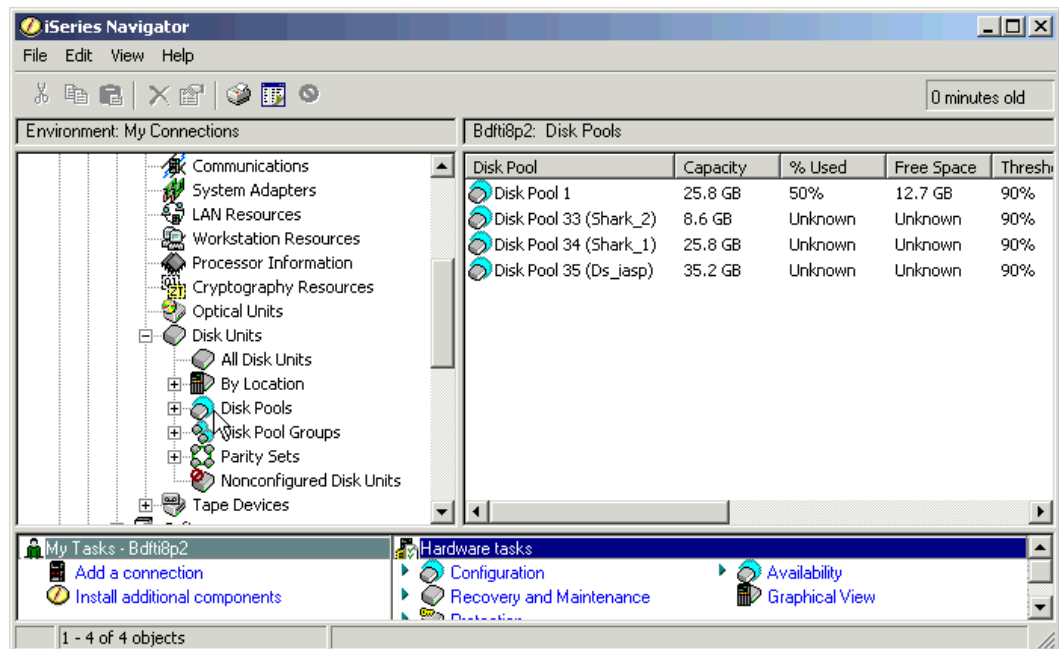 iSeries Navigator
File Edit View Help
0 minutes old
Environment: My Connections
Bdfti8p2: Disk Pools
Communications
System Adapters
LAN Resources
Workstation Resources
Processor Information
Cryptography Resources
Optical Units
Disk Units
All Disk Units
By Location
Disk Pools
Disk Pool Groups
Parity Sets
Nonconfigured Disk Units
Tape Devices
Disk Pool Capacity % Used Free Space Thresh
Disk Pool 1 25.8 GB 50% 12.7 GB 90%
Disk Pool 33 (Shark_2) 8.6 GB Unknown Unknown 90%
Disk Pool 34 (Shark_1) 25.8 GB Unknown Unknown 90%
Disk Pool 35 (Ds_iasp) 35.2 GB Unknown Unknown 90%
My Tasks - Bdfti8p2
Add a connection
Install additional components
Hardware tasks
Configuration Availability
Recovery and Maintenance Graphical View
Protection
1 - 4 of 4 objects